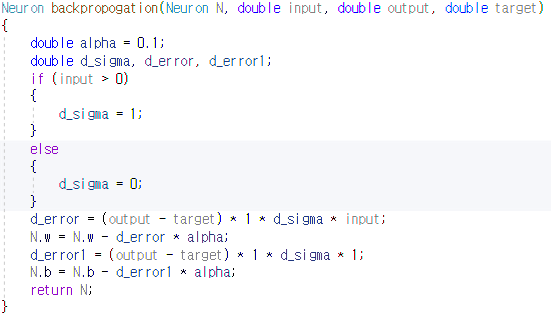 Neuron backpropogation(Neuron N, double input, double output, double target)
{
double alpha = 0.1;
double d_sigma, d_error, d_error1;
if (input > 0)
{
d_sigma = 1;
}
else
{
d_sigma = 0;
}
d_error = (output - target) * 1 * d_sigma * input;
N.w = N.w - d_error * alpha;
d_error1 = (output - target) * 1 * d_sigma * 1;
N.b = N.b - d_error1 * alpha;
return N;
}